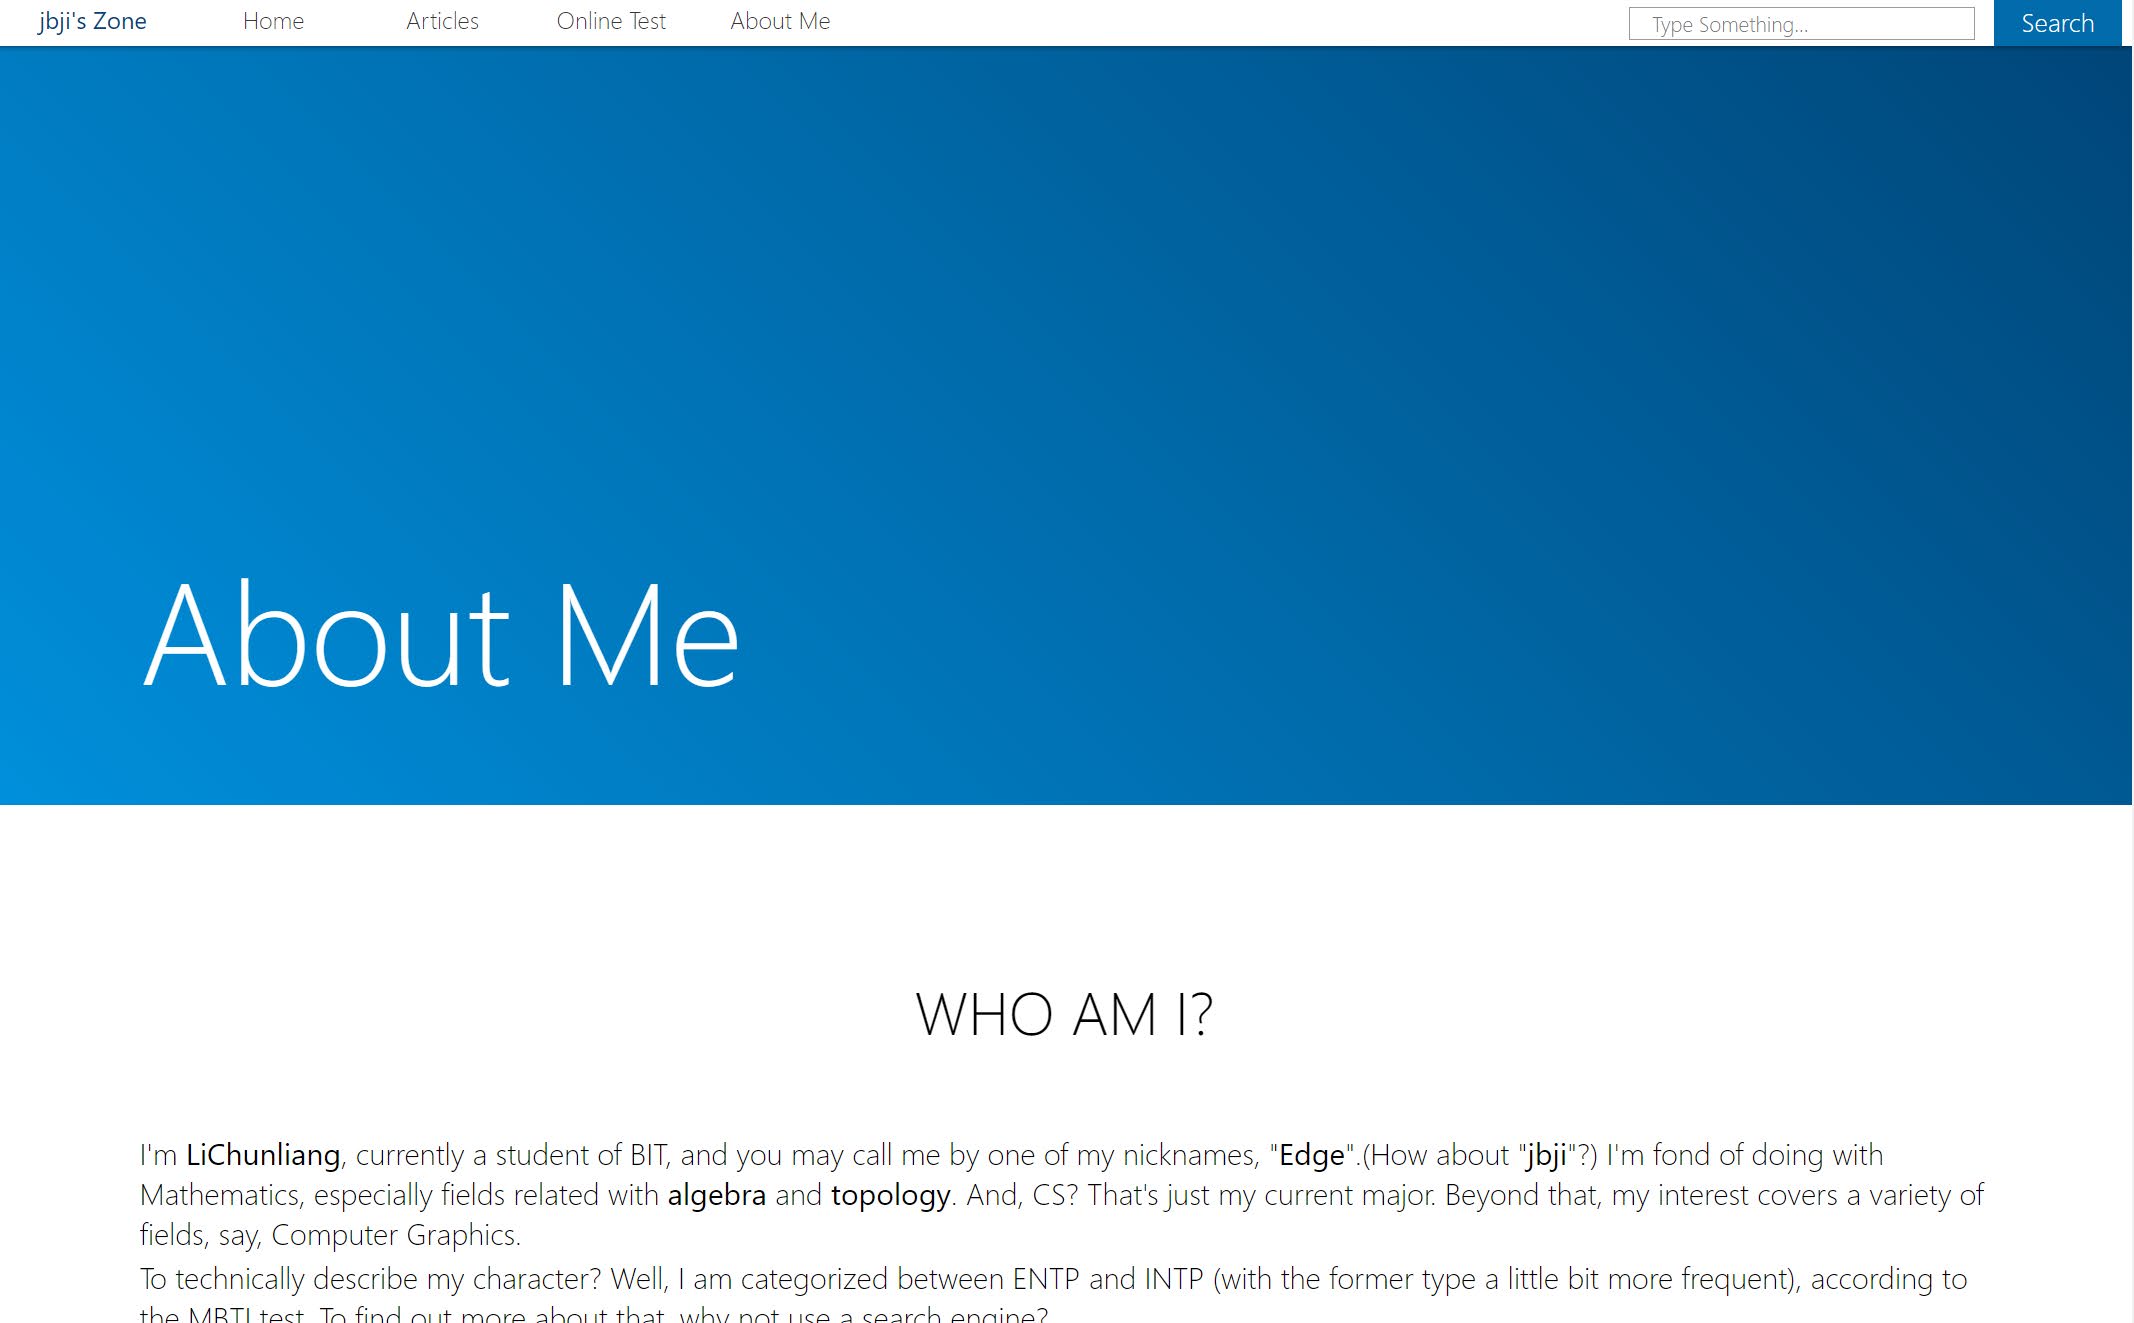 jbji's Zone Home Articles Online Test About Me Type Something... Search
About Me
WHO AM I?
I'm LiChunliang, currently a student of BIT, and you may call me by one of my nicknames, "Edge".(How about "jbji"?) I'm fond of doing with
Mathematics, especially fields related with algebra and topology. And, CS? That's just my current major. Beyond that, my interest covers a variety of
fields, say, Computer Graphics.
To technically describe my character? Well, I am categorized between ENTP and INTP (with the former type a little bit more frequent), according to
the MBTI test. To find out more about that, why not use a search engine?